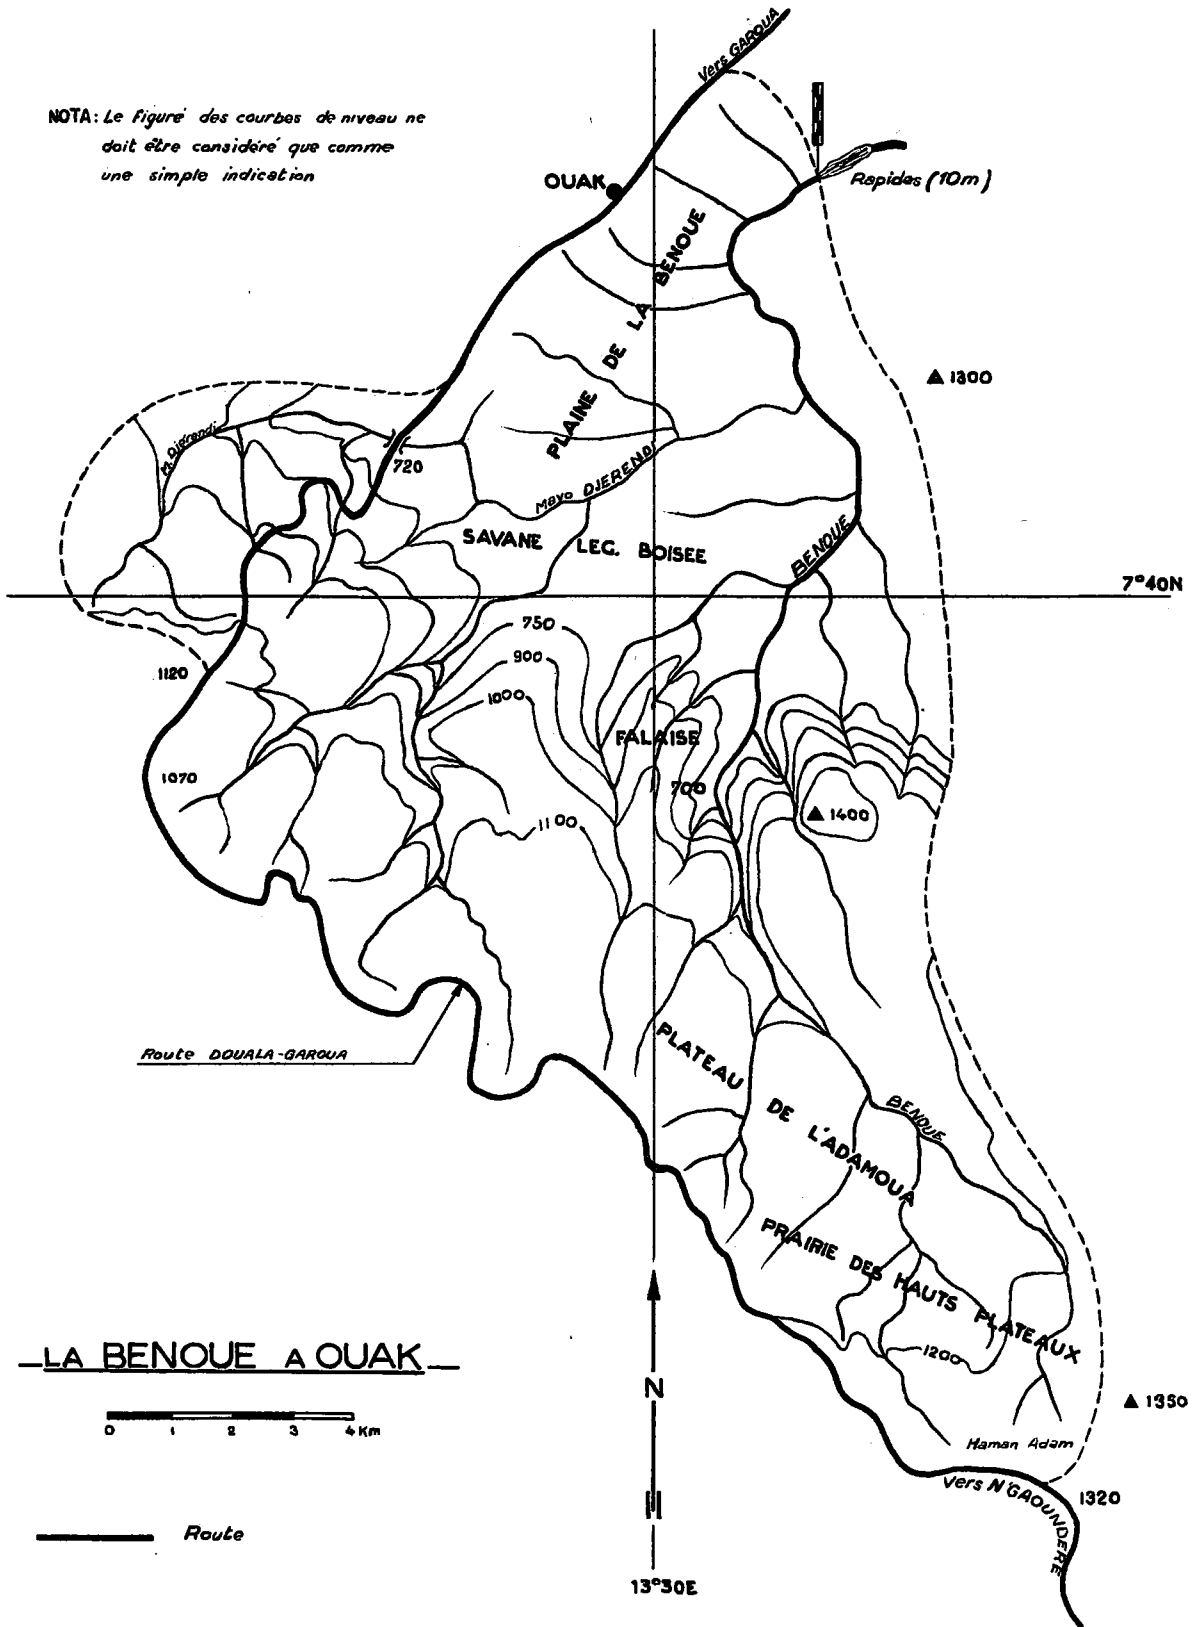 Vers GAROUA
NOTA: Le figuré des courbes de niveau ne
doit être considéré que comme
une simple indication
OUAK
Rapides (10m)
PLAINE DE LA BENOUE
1300
M. Djérendi
720
Mayo DJEREND
SAVANE LEG. BOISEE
BENOUE
7°40N
750
900
1120
1000
FALAISE
1070
700
1100
1400
Route DOUALA-GAROUA
PLATEAU DE L'ADAMOUA
BENOUE
PRAIRIE DES HAUTS PLATEAUX
1200
LA BENOUE A OUAK
N
1350
0 1 2 3 4 Km
Haman Adam
Vers N'GAOUNDERE
1320
Route
13°30E